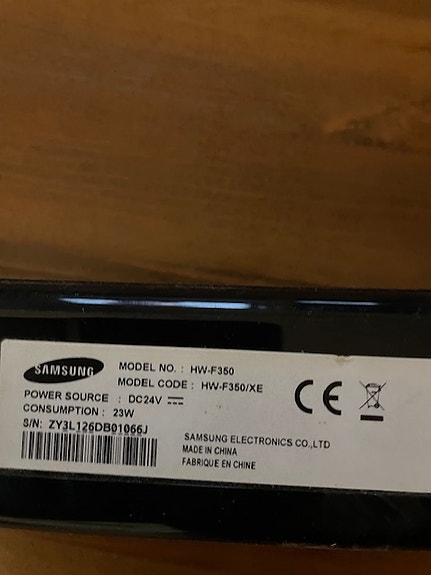 SAMSUNG
MODEL NO. : HW-F350
MODEL CODE : HW-F350/XE
POWER SOURCE : DC24V
CONSUMPTION : 23W
S/N: ZY3L126DB01066J
SAMSUNG ELECTRONICS CO.,LTD
MADE IN CHINA
FABRIQUE EN CHINE
CE